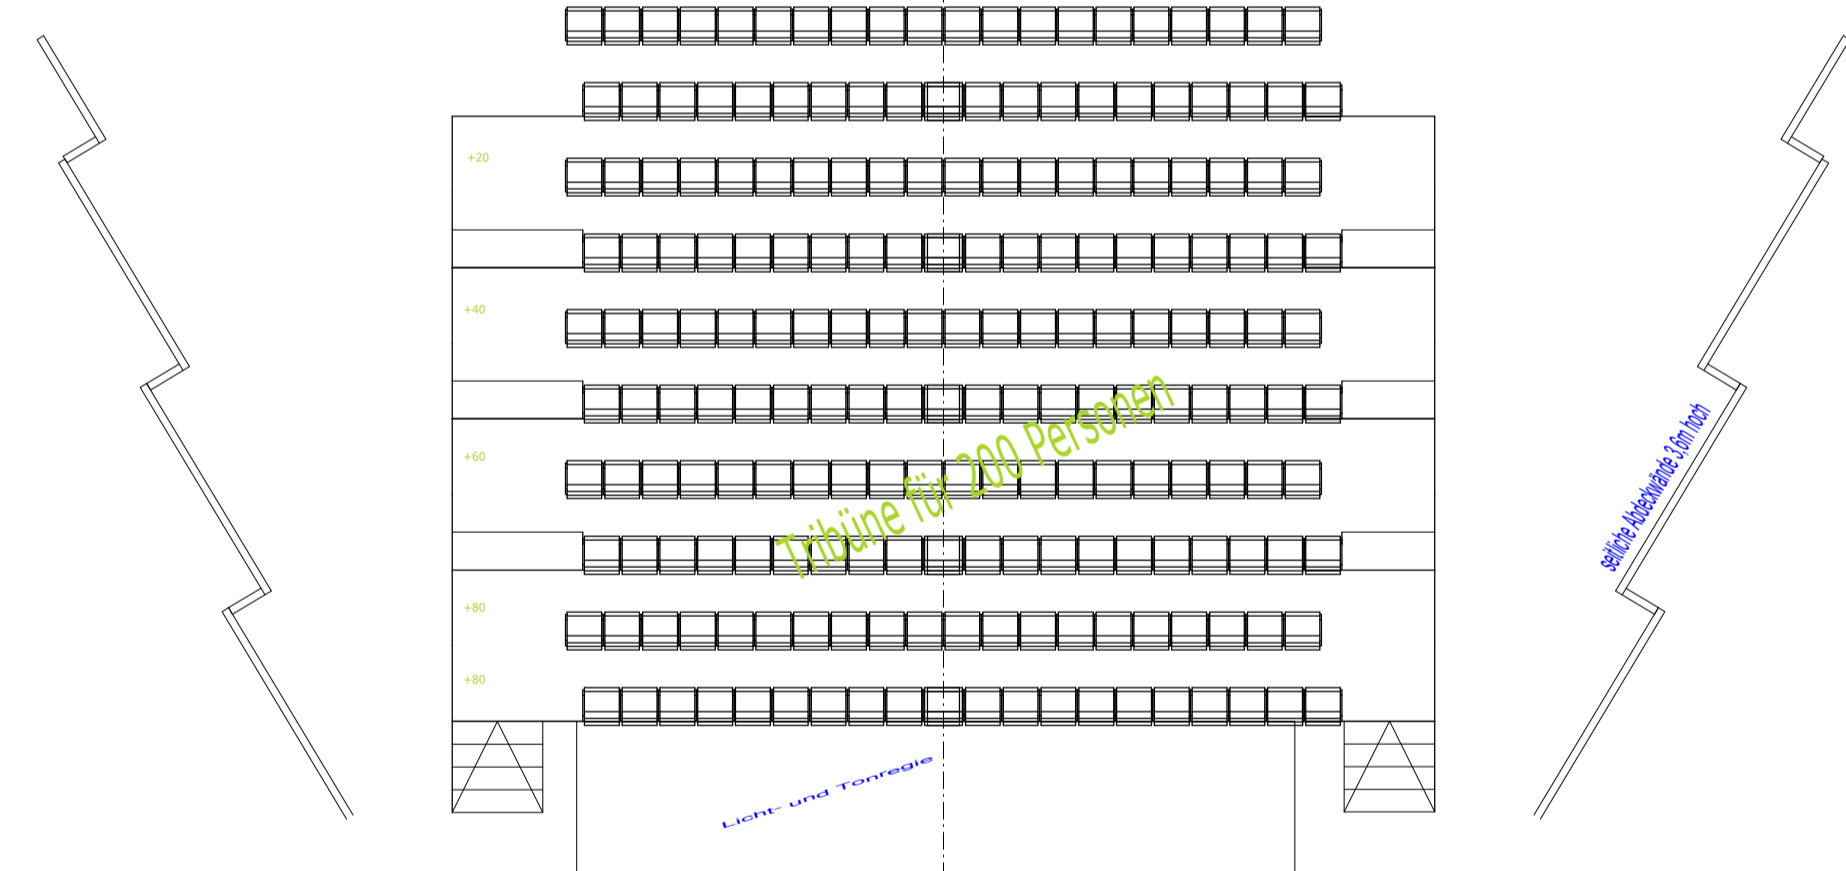 +20
+40
seitliche Abdeckwände 3,6m hoch
Tribüne für 200 Personen
+60
+80
+80
Licht- und Tonregie